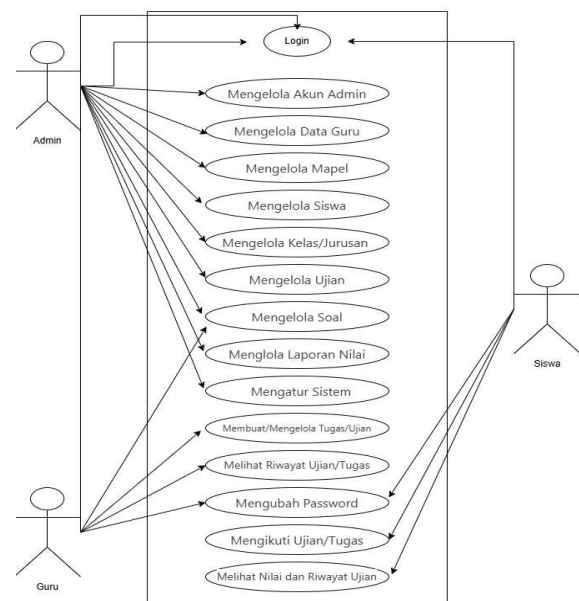 Login
Admin
Mengelola Akun Admin
Mengelola Data Guru
Mengelola Mapel
Mengelola Siswa
Mengelola Kelas/Jurusan
Mengelola Ujian
Mengelola Soal
Menglola Laporan Nilai
Siswa
Mengatur Sistem
Membuat/Mengelola Tugas/Ujian
Melihat Riwayat Ujian/Tugas
Mengubah Password
Mengikuti Ujian/Tugas
Guru
Melihat Nilai dan Riwayat Ujian